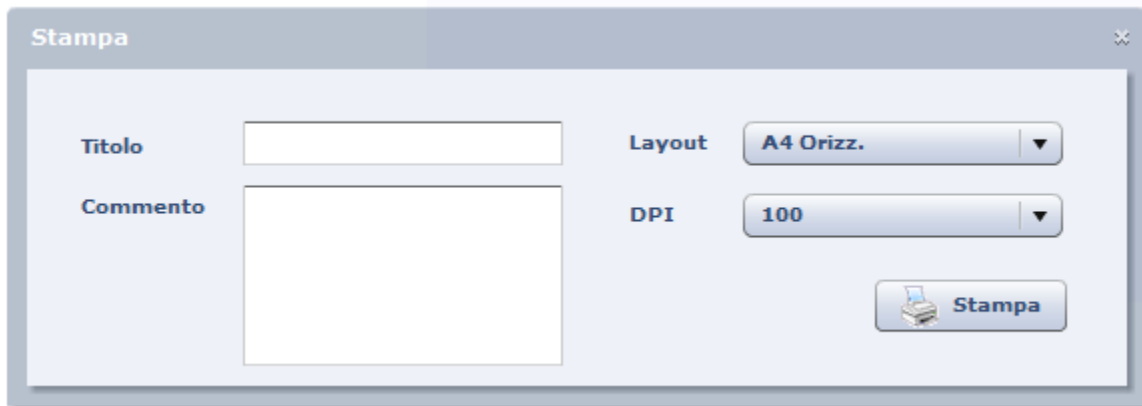 Stampa
Titolo
Layout
A4 Orizz.
Commento
DPI
100
Stampa